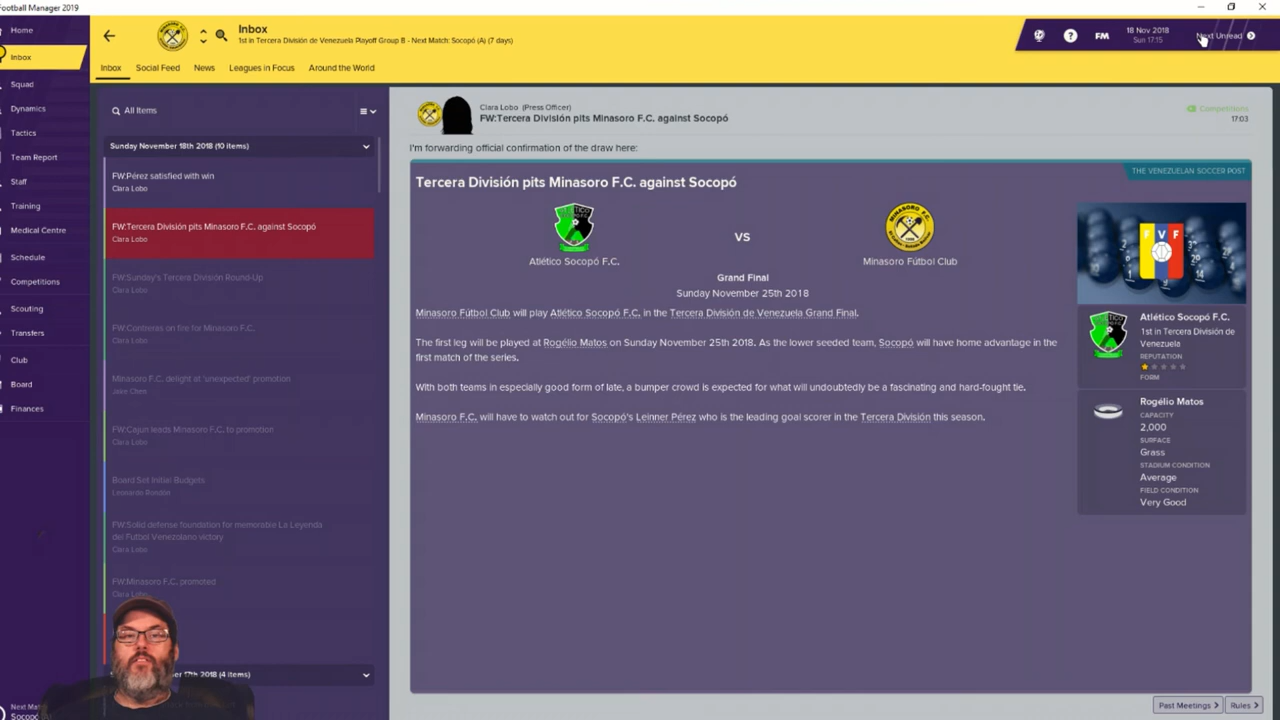 Football Manager 2019
Home
Inbox
Squad
Dynamics
Tactics
Team Report
Staff
Training
Medical Centre
Schedule
Competitions
Scouting
Transfers
Club
Board
Finances
Next Ma
Socopó
Inbox
1st in Tercera División de Venezuela Playoff Group B - Next Match: Socopó (A) (7 days)
18 Nov 2018
Sun 17:15
Next Unread
FM
Inbox
Social Feed
News
Leagues in Focus
Around the World
All Items
Sunday November 18th 2018 (10 items)
FW:Pérez satisfied with win
Clara Lobo
FW:Tercera División pits Minasoro F.C. against Socopó
Clara Lobo
FW:Sunday's Tercera División Round-Up
Clara Lobo
FW:Contreras on fire for Minasoro F.C.
Clara Lobo
Minasoro F.C. delight at 'unexpected' promotion
FW:Cajun leads Minasoro F.C. to promotion
Clara Lobo
Board Set Initial Budgets
Leonardo Rondón
FW:Solid defense foundation for memorable La Leyenda
del Futbol Venezolano victory
Clara Lobo
FW:Minasoro F.C. promoted
Clara Lobo
r 17th 2018 (4 items)
Clara Lobo (Press Officer)
FW:Tercera División pits Minasoro F.C. against Socopó
Competitions
17:03
I'm forwarding official confirmation of the draw here:
THE VENEZUELAN SOCCER POST
Tercera División pits Minasoro F.C. against Socopó
VS
Atlético Socopó F.C.
Minasoro Fútbol Club
Grand Final
Sunday November 25th 2018
Minasoro Fútbol Club will play Atlético Socopó F.C. in the Tercera División de Venezuela Grand Final.
The first leg will be played at Rogélio Matos on Sunday November 25th 2018. As the lower seeded team, Socopó will have home advantage in the
first match of the series.
With both teams in especially good form of late, a bumper crowd is expected for what will undoubtedly be a fascinating and hard-fought tie.
Minasoro F.C. will have to watch out for Socopó's Leinner Pérez who is the leading goal scorer in the Tercera División this season.
FVF
Atlético Socopó F.C.
1st in Tercera División de
Venezuela
REPUTATION
FORM
Rogélio Matos
CAPACITY
2,000
SURFACE
Grass
STADIUM CONDITION
Average
FIELD CONDITION
Very Good
Past Meetings
Rules